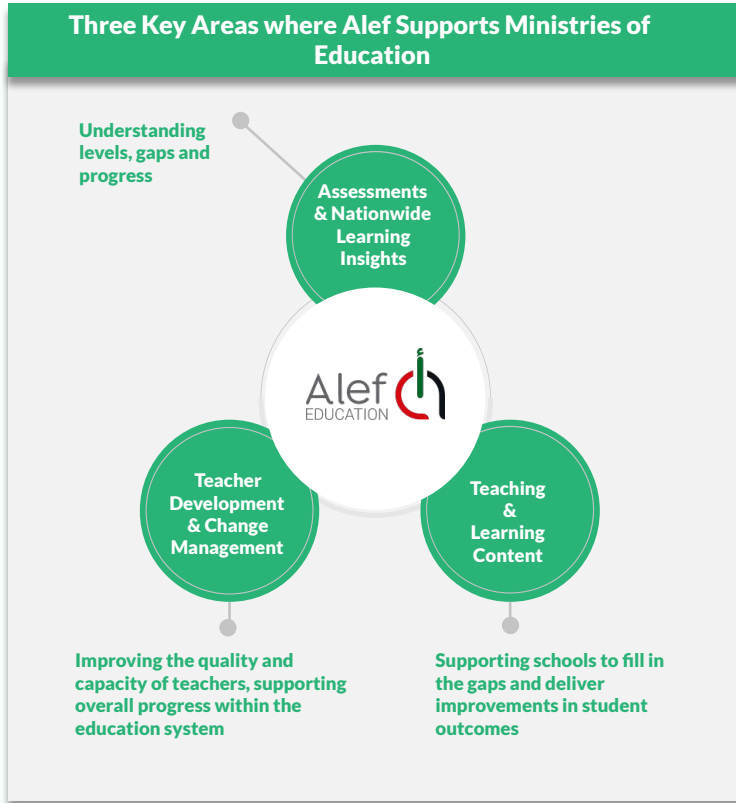 Three Key Areas where Alef Supports Ministries of
Education
Understanding
levels, gaps and
progress
Assessments
& Nationwide
Learning
Insights
Alef
EDUCATION
أ
Teacher
Development
& Change
Management
Teaching
&
Learning
Content
Improving the quality and
capacity of teachers, supporting
overall progress within the
education system
Supporting schools to fill in
the gaps and deliver
improvements in student
outcomes